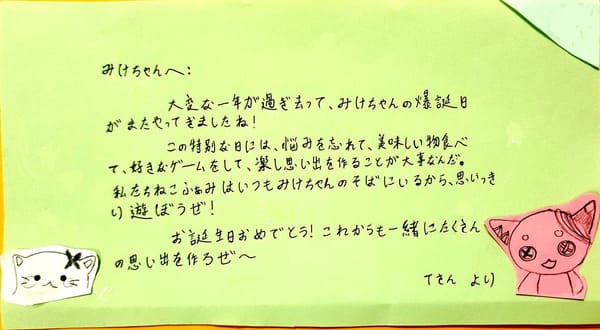 みけちゃんへ：
大変な一年が過ぎ去って、みけちゃんの爆誕日
がまたやってきましたね！
この特別な日には、悩みを忘れて、美味しい物食べ
て、好きなゲームをして、楽し思い出を作ることが大事なんだ。
私たちねこふぁみはいつもみけちゃんのそばにいるから、思いっき
り遊ぼうぜ！
お誕生日おめでとう！これからも一緒にたくさん
の思い出を作ろぜ〜
Tさん より